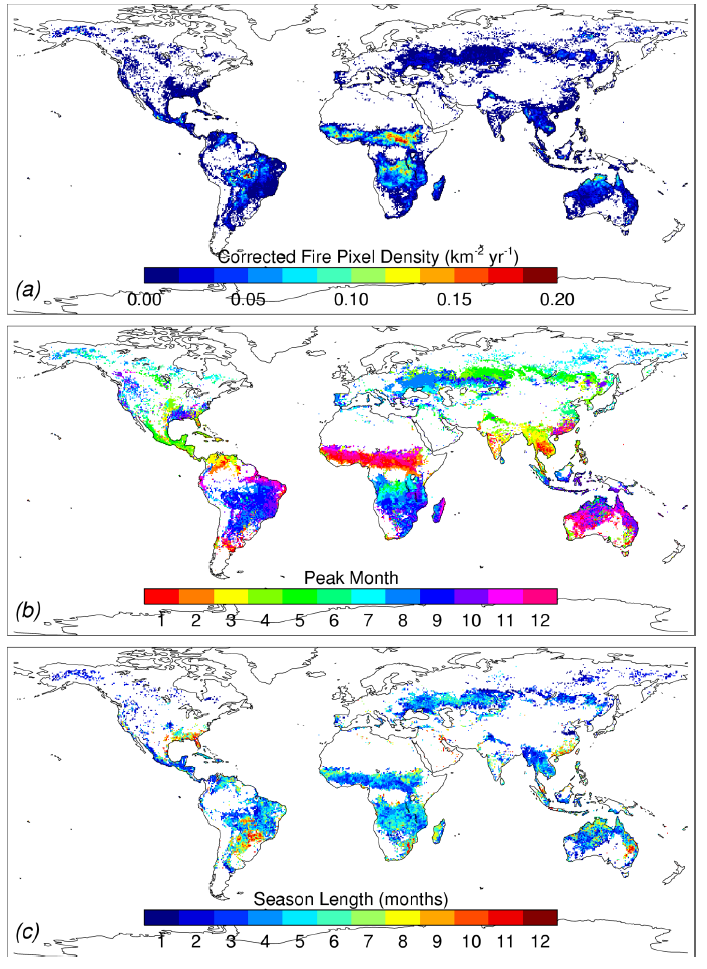 Corrected Fire Pixel Density (km-2 yr-1)
(a)
0.00 0.05 0.10 0.15 0.20
Peak Month
(b)
1 2 3 4 5 6 7 8 9 10 11 12
Season Length (months)
(c)
1 2 3 4 5 6 7 8 9 10 11 12